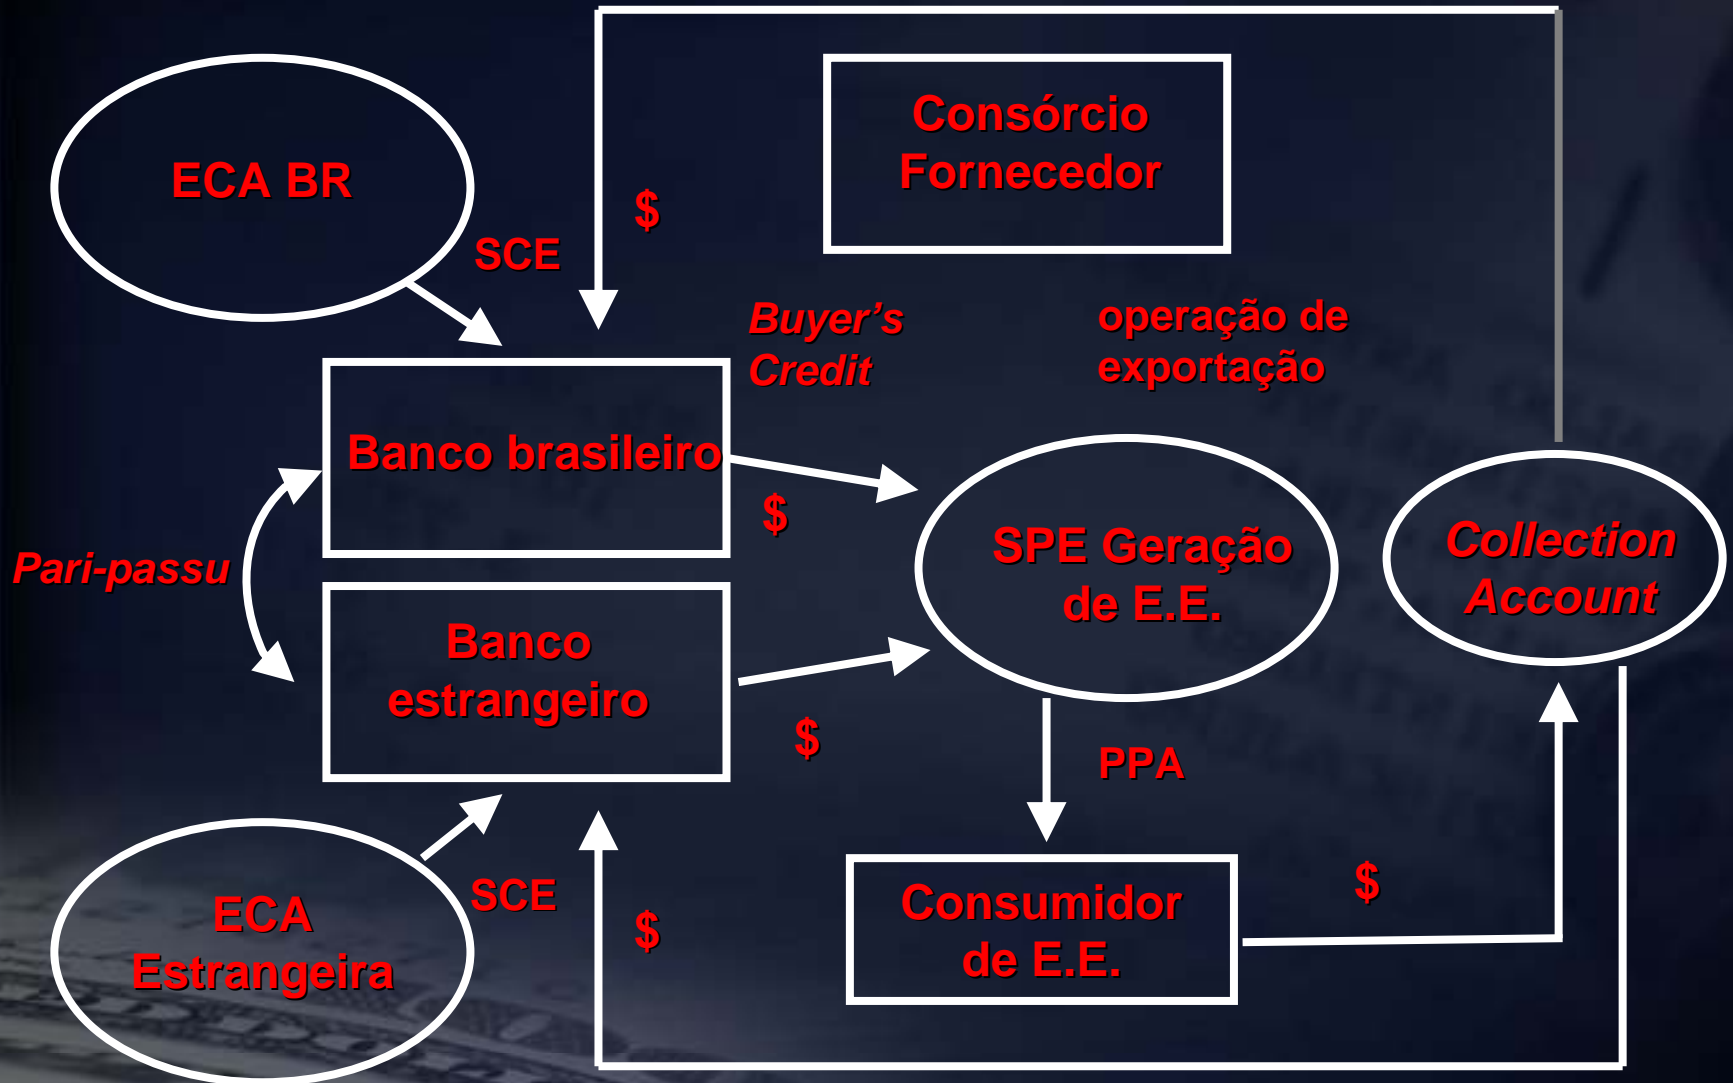 Consórcio
Fornecedor
ECA BR
$
SCE
Buyer's
Credit
operação de
exportação
Banco brasileiro
$
SPE Geração
de E.E.
Collection
Account
Pari-passu
Banco
estrangeiro
$
PPA
SCE
$
ECA
Estrangeira
Consumidor
de E.E.
$